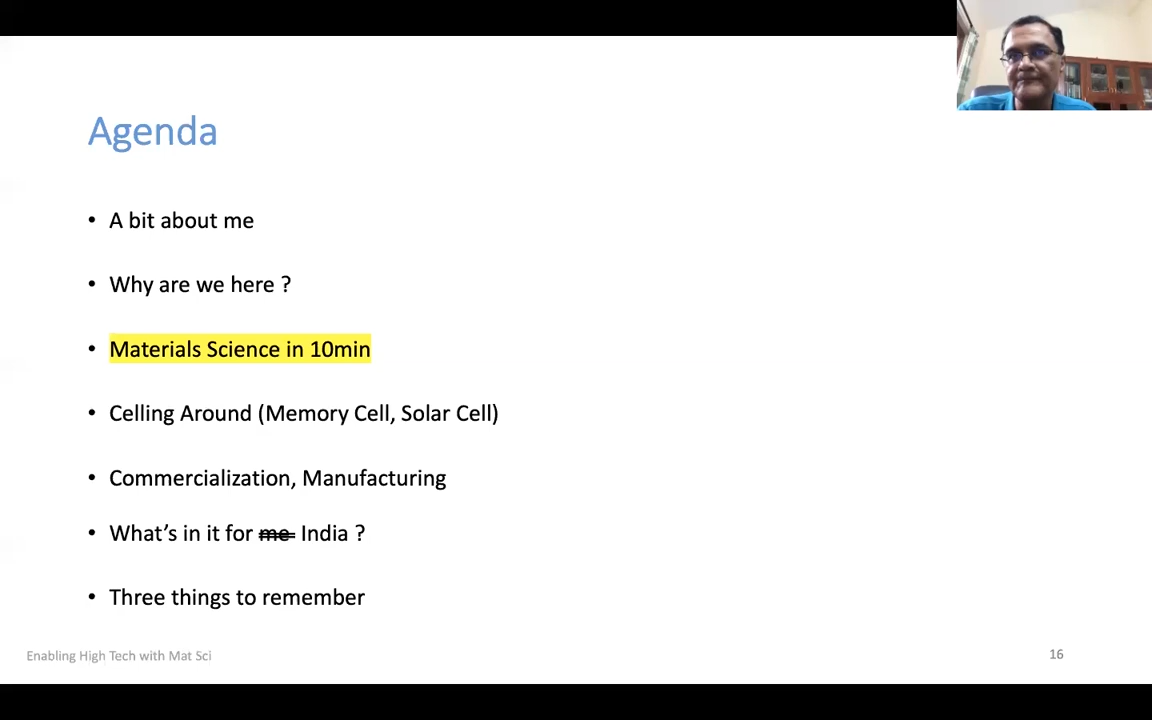 Agenda
• A bit about me
• Why are we here ?
• Materials Science in 10min
• Celling Around (Memory Cell, Solar Cell)
• Commercialization, Manufacturing
• What’s in it for me India ?
• Three things to remember
Enabling High Tech with Mat Sci
16